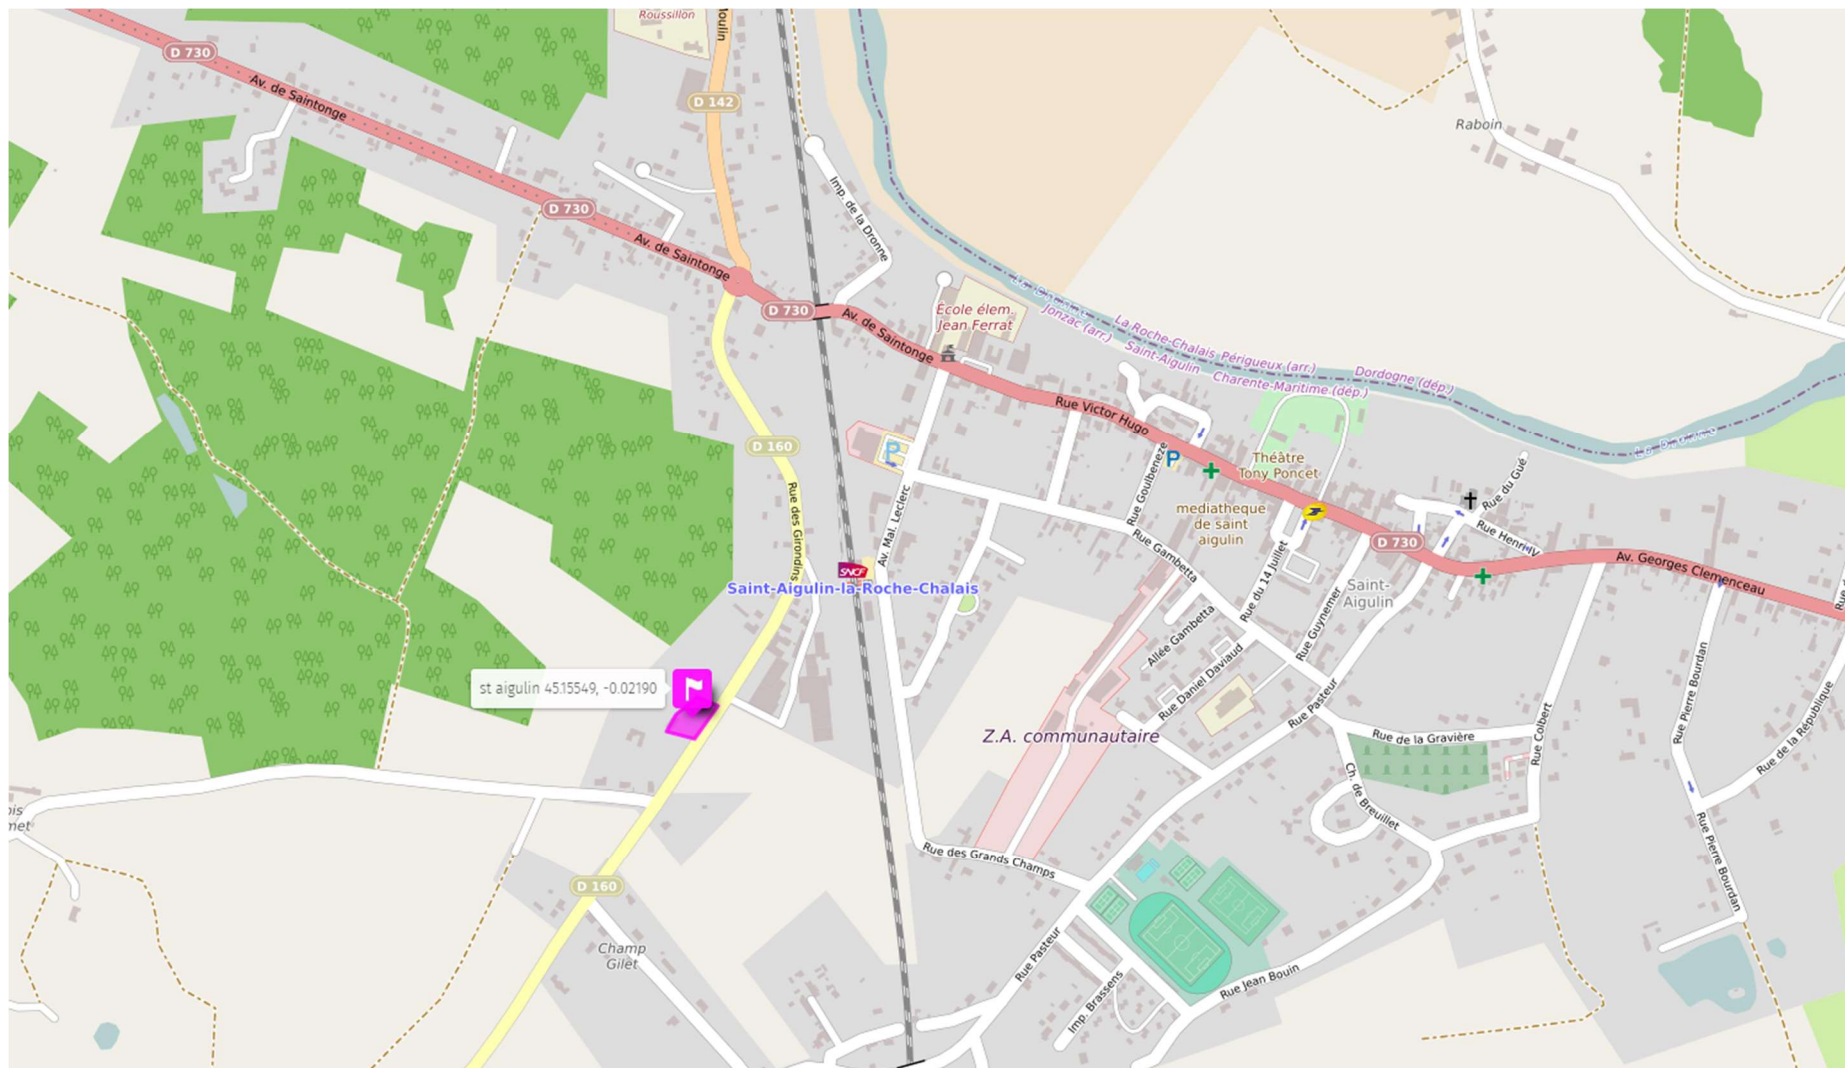 Roussillon
Moulin
D 730
Av. de Saintonge
D 142
Raboin
Imp. de la Dronne
D 730
Av. de Saintonge
D 730
Av. de Saintonge
École élem.
Jean Ferrat
La Roche-Chalais Périgueux (arr.) Dordogne (dép.)
Jonzac (arr.) Saint-Aigulin Charente-Maritime (dép.)
La Dronne
Rue Victor Hugo
D 160
P
P
Rue Goulbeneze
Théâtre
Tony Poncet
Rue du Gué
Rue des Girondins
Av. Mal. Leclerc
mediatheque
de saint
aigulin
Rue Henri IV
D 730
Rue Gambetta
Av. Georges Clemenceau
SNCF
Saint-Aigulin-la-Roche-Chalais
Rue du 14 Juillet
Saint-
Aigulin
Rue Guynemer
Allée Gambetta
Rue Daniel Daviaud
st aigulin 45.15549, -0.02190
Rue Pasteur
Rue Pierre Bourdan
Rue de la République
Z.A. communautaire
Rue de la Gravière
Rue Colbert
Ch. de Breuillet
Rue des Grands Champs
Rue Pierre Bourdan
D 160
Champ
Gilet
Rue Pasteur
Rue Jean Bouin
Imp. Brassens